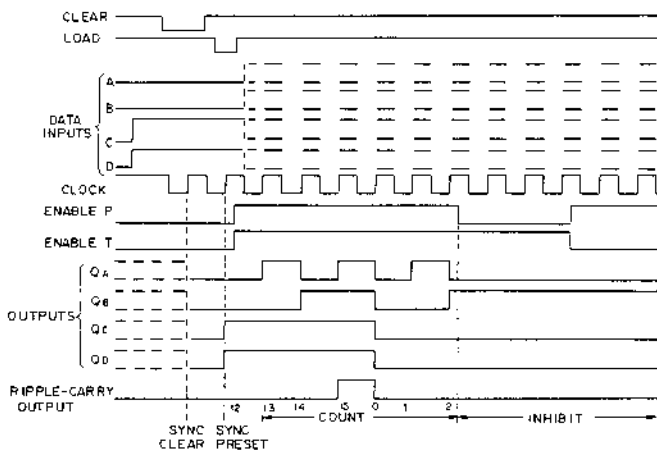 CLEAR
LOAD
A
B
DATA INPUTS
C
D
CLOCK
ENABLE P
ENABLE T
QA
QB
OUTPUTS
QC
QD
RIPPLE-CARRY OUTPUT
12 13 14 15 0 1 2
SYNC CLEAR
SYNC PRESET
COUNT
INHIBIT